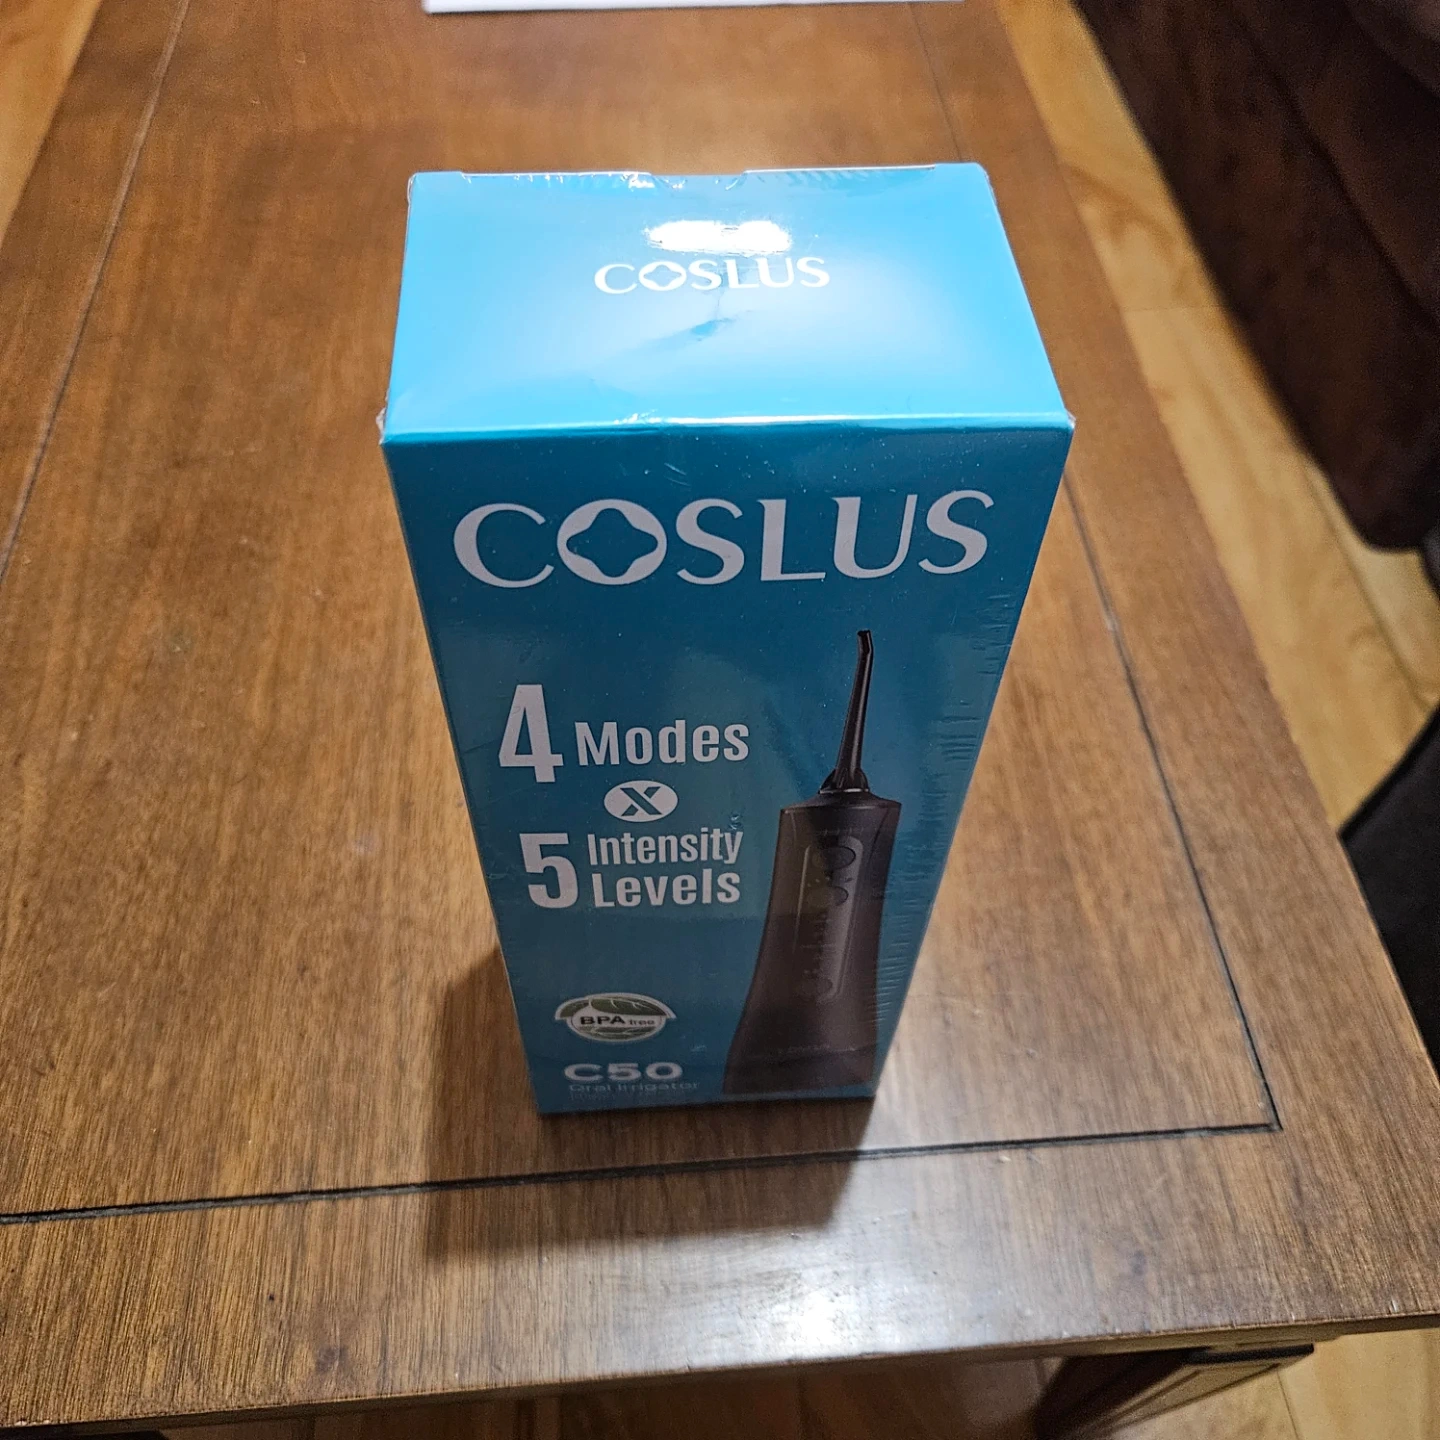 COSLUS
COSLUS
4 Modes
X
5 Intensity
Levels
BPA free
C50
Oral Irrigator